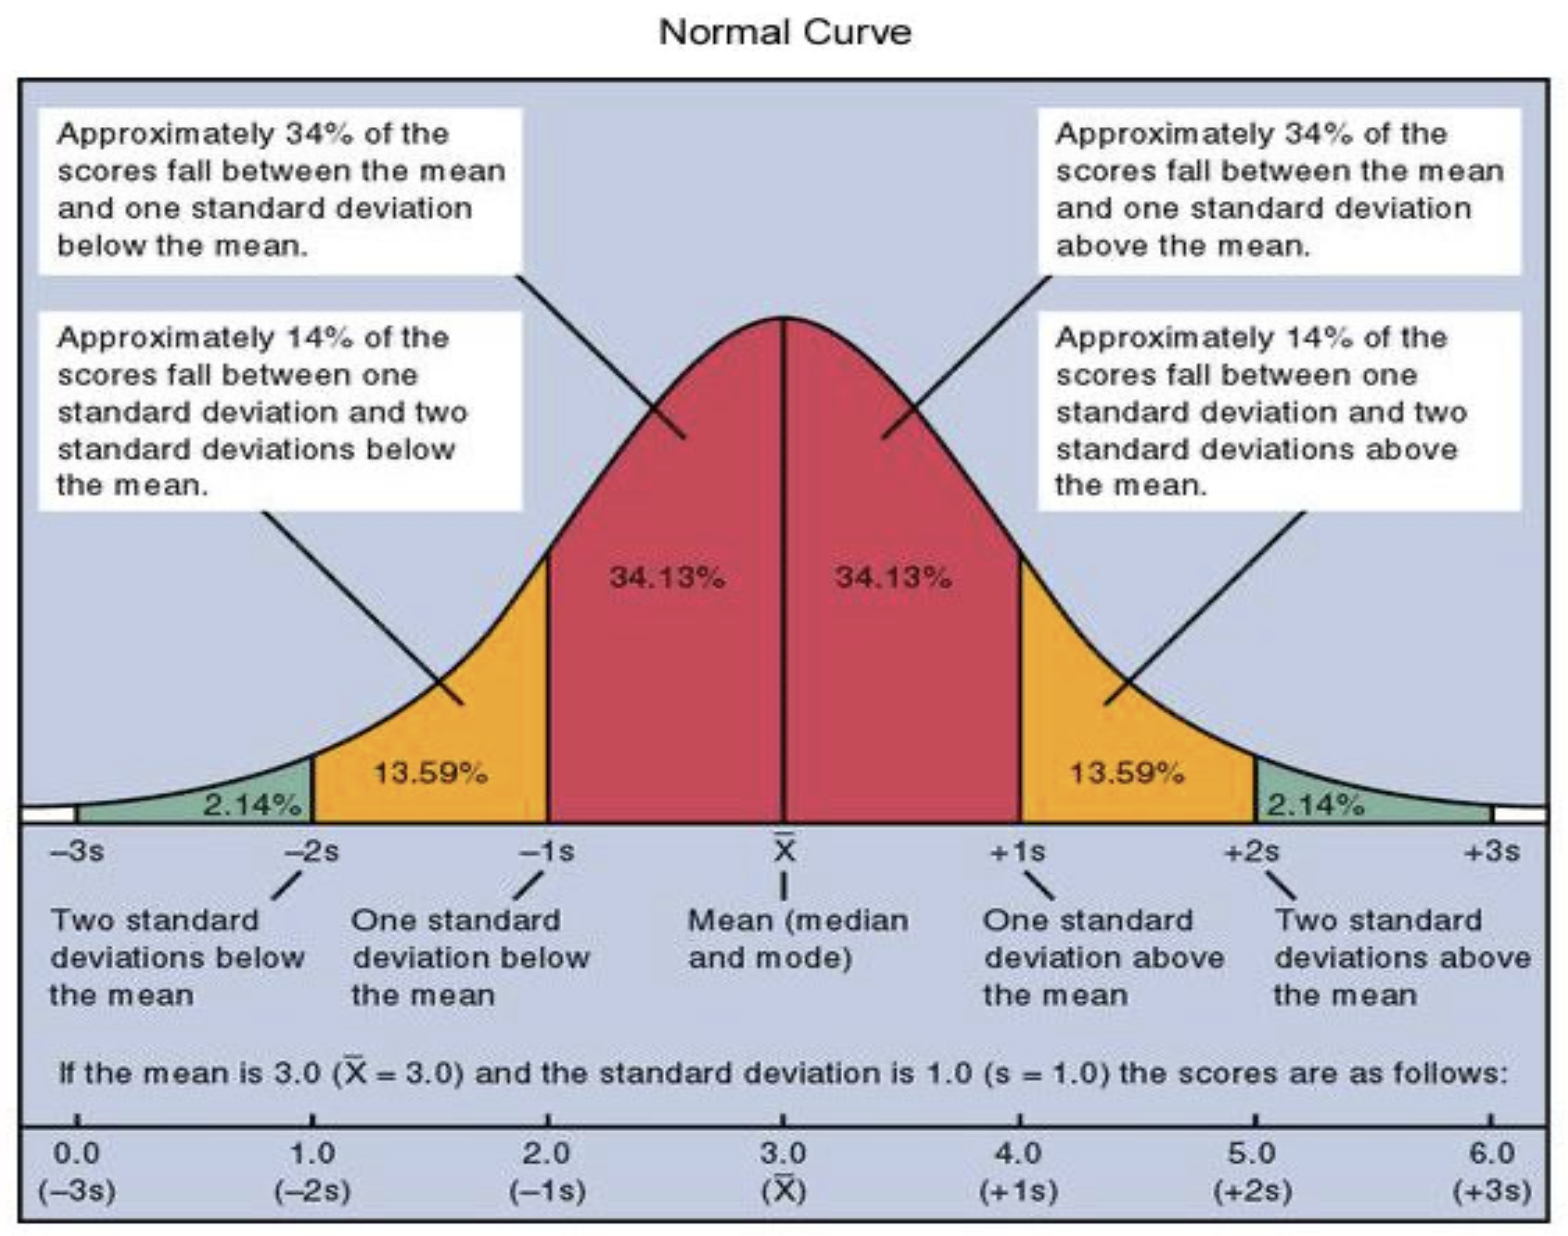 Normal Curve
Approximately 34% of the
scores fall between the mean
and one standard deviation
below the mean.
Approximately 34% of the
scores fall between the mean
and one standard deviation
above the mean.
Approximately 14% of the
scores fall between one
standard deviation and two
standard deviations below
the mean.
Approximately 14% of the
scores fall between one
standard deviation and two
standard deviations above
the mean.
34.13% 34.13%
13.59% 13.59%
2.14% 2.14%
–3s –2s –1s X̅ +1s +2s +3s
Two standard
deviations below
the mean
One standard
deviation below
the mean
Mean (median
and mode)
One standard
deviation above
the mean
Two standard
deviations above
the mean
If the mean is 3.0 (X̅ = 3.0) and the standard deviation is 1.0 (s = 1.0) the scores are as follows:
0.0 1.0 2.0 3.0 4.0 5.0 6.0
(–3s) (–2s) (–1s) (X̅) (+1s) (+2s) (+3s)